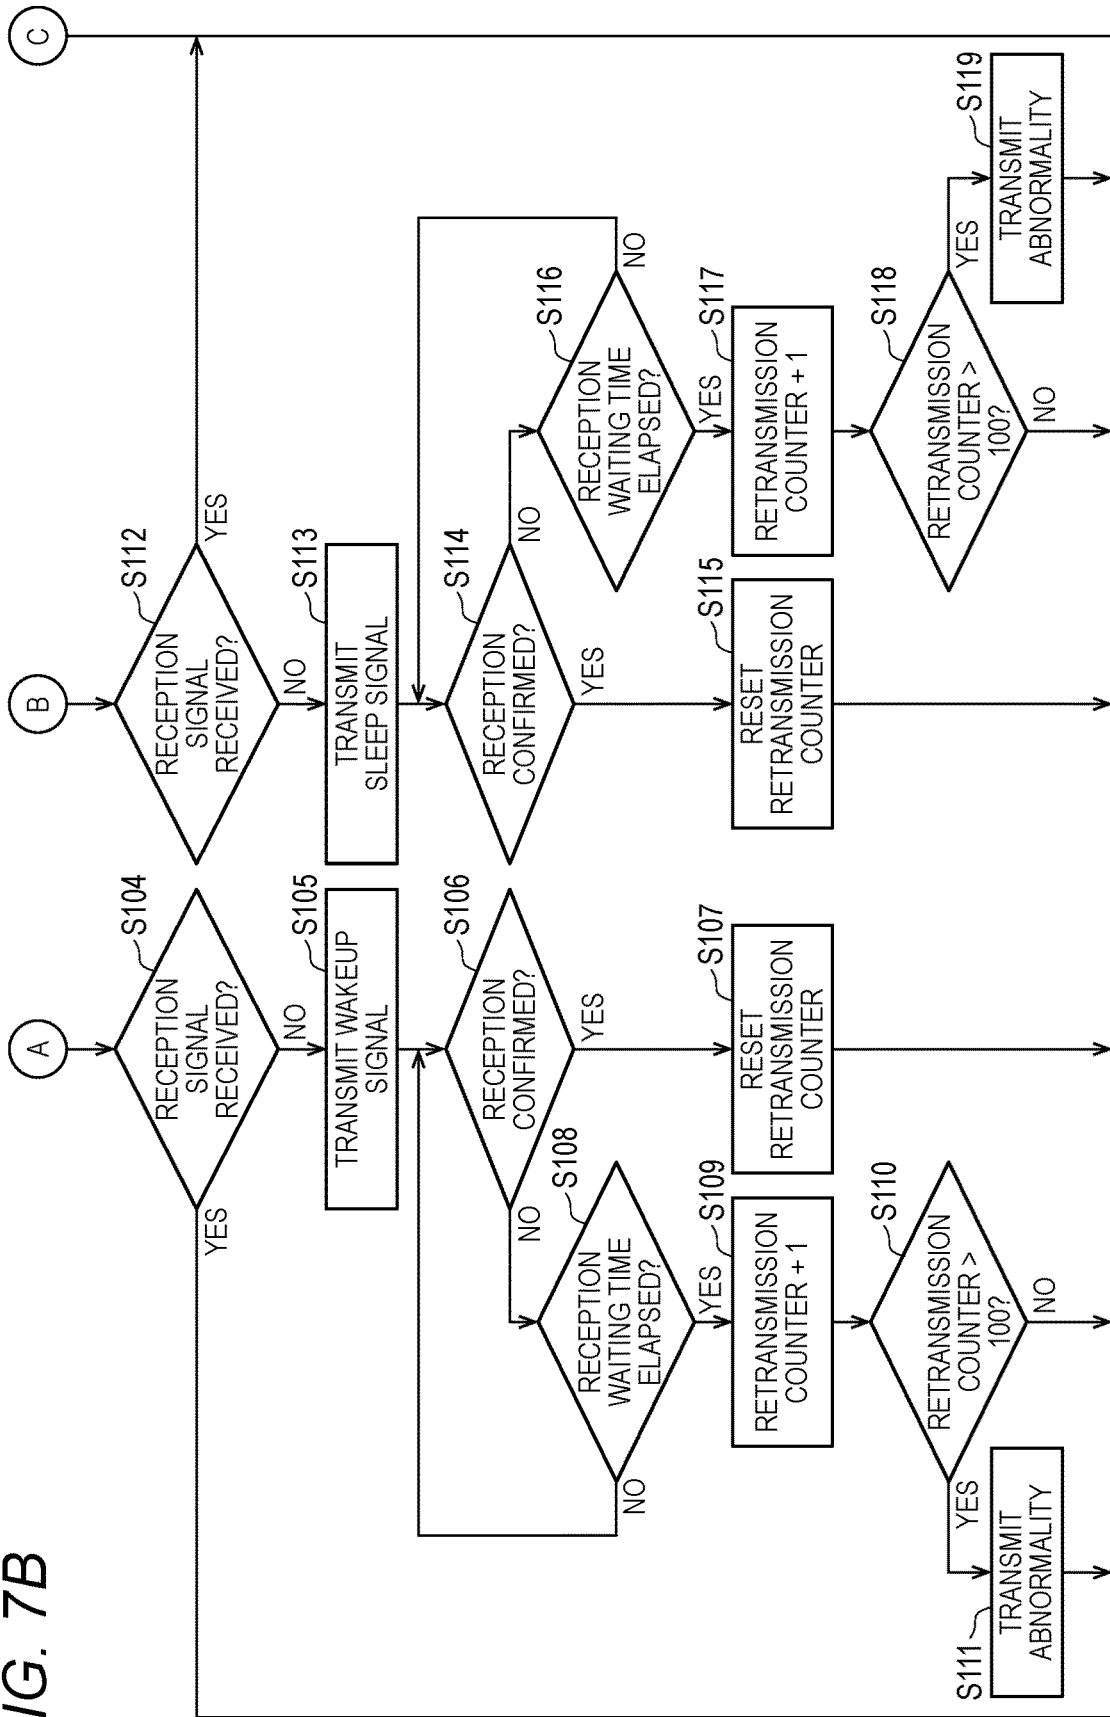 IG. 7B
A
RECEPTION
SIGNAL
RECEIVED?
S104
YES
NO
TRANSMIT WAKEUP
SIGNAL
S105
RECEPTION
CONFIRMED?
S106
NO
YES
RESET
RETRANSMISSION
COUNTER
S107
RECEPTION
WAITING TIME
ELAPSED?
S108
NO
YES
RETRANSMISSION
COUNTER + 1
S109
RETRANSMISSION
COUNTER >
100?
S110
YES
NO
TRANSMIT
ABNORMALITY
S111
B
RECEPTION
SIGNAL
RECEIVED?
S112
YES
NO
TRANSMIT
SLEEP SIGNAL
S113
RECEPTION
CONFIRMED?
S114
NO
YES
RESET
RETRANSMISSION
COUNTER
S115
RECEPTION
WAITING TIME
ELAPSED?
S116
NO
YES
RETRANSMISSION
COUNTER + 1
S117
RETRANSMISSION
COUNTER >
100?
S118
YES
NO
TRANSMIT
ABNORMALITY
S119
C